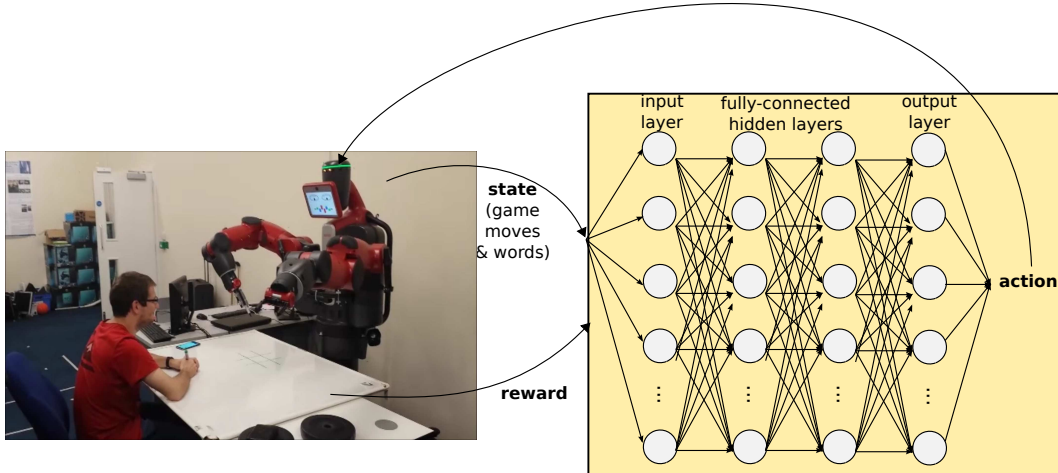 input
layer
fully-connected
hidden layers
output
layer
state
(game
moves
& words)
reward
action
...
...
...
...